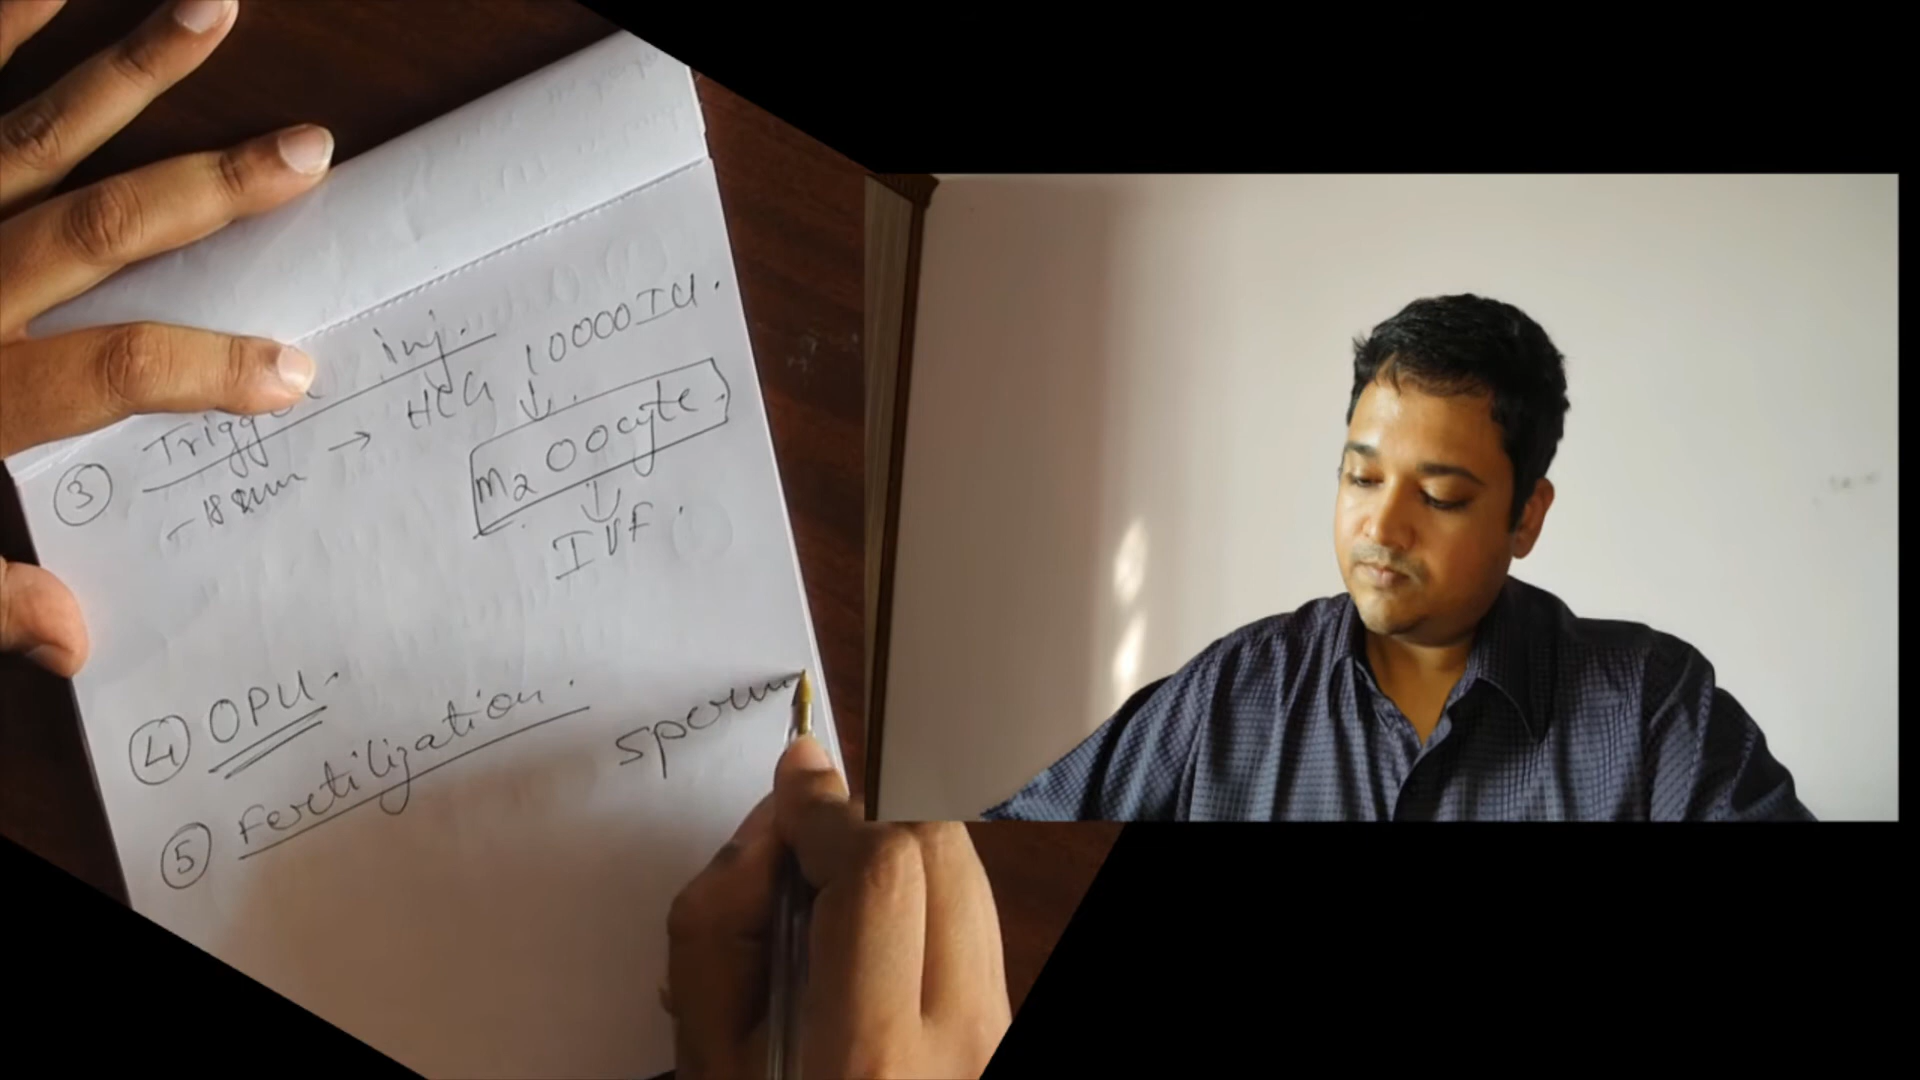 ③ Trigger inj.
~18mm → HCG 10000IU.
↓
M2 Oocyte
↓
IVF.
④ OPU.
⑤ Fertilization. sperm